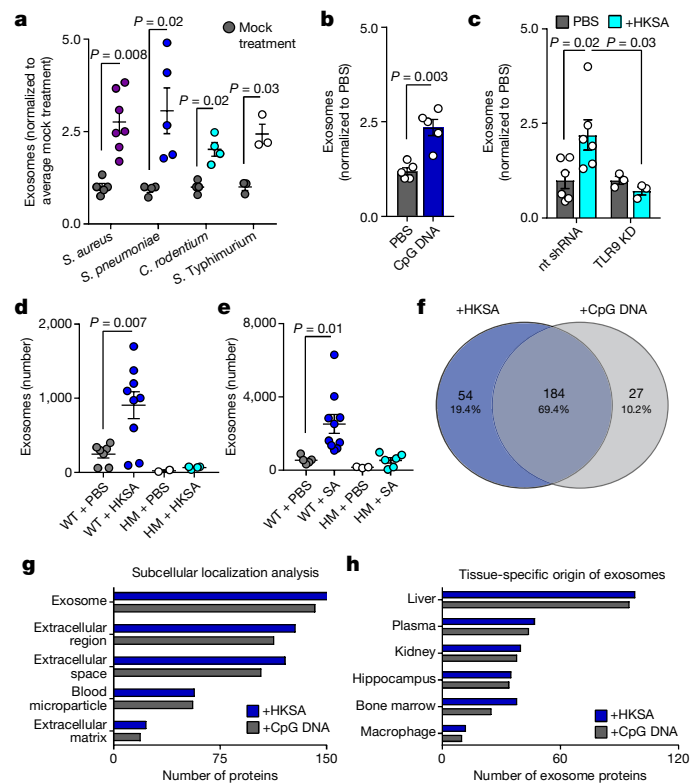 a
P = 0.008
P = 0.02
P = 0.02
P = 0.03
Mock
treatment
Exosomes (normalized to
average mock treatment)
5.0
2.5
0.0
S. aureus
S. pneumoniae
C. rodentium
S. Typhinurium
b
P = 0.003
Exosomes
(normalized to PBS)
5.0
2.5
0.0
PBS
CpG DNA
c
PBS
+HKSA
P = 0.02
P = 0.03
Exosomes
(normalized to PBS)
5.0
2.5
0.0
nt shRNA
TLR9 KD
d
P = 0.007
Exosomes (number)
2,000
1,000
0
WT + PBS
WT + HKSA
HM + PBS
HM + HKSA
e
P = 0.01
Exosomes (number)
8,000
4,000
0
WT + PBS
WT + SA
HM + PBS
HM + SA
f
+HKSA
+CpG DNA
54
19.4%
184
69.4%
27
10.2%
g
Subcellular localization analysis
Exosome
Extracellular
region
Extracellular
space
Blood
microparticle
Extracellular
matrix
+HKSA
+CpG DNA
0
75
150
Number of proteins
h
Tissue-specific origin of exosomes
Liver
Plasma
Kidney
Hippocampus
Bone marrow
Macrophage
+HKSA
+CpG DNA
0
60
120
Number of exosome proteins